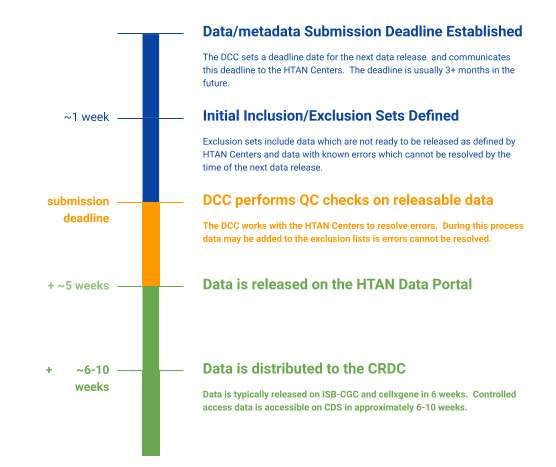 Data/metadata Submission Deadline Established
The DCC sets a deadline date for the next data release and communicates
this deadline to the HTAN Centers. The deadline is usually 3+ months in the
future.
~1 week
Initial Inclusion/Exclusion Sets Defined
Exclusion sets include data which are not ready to be released as defined by
HTAN Centers and data with known errors which cannot be resolved by the
time of the next data release.
submission
deadline
DCC performs QC checks on releasable data
The DCC works with the HTAN Centers to resolve errors. During this process
data may be added to the exclusion lists is errors cannot be resolved.
+ ~5 weeks
Data is released on the HTAN Data Portal
+ ~6-10
weeks
Data is distributed to the CRDC
Data is typically released on ISB-CGC and cellxgene in 6 weeks. Controlled
access data is accessible on CDS in approximately 6-10 weeks.